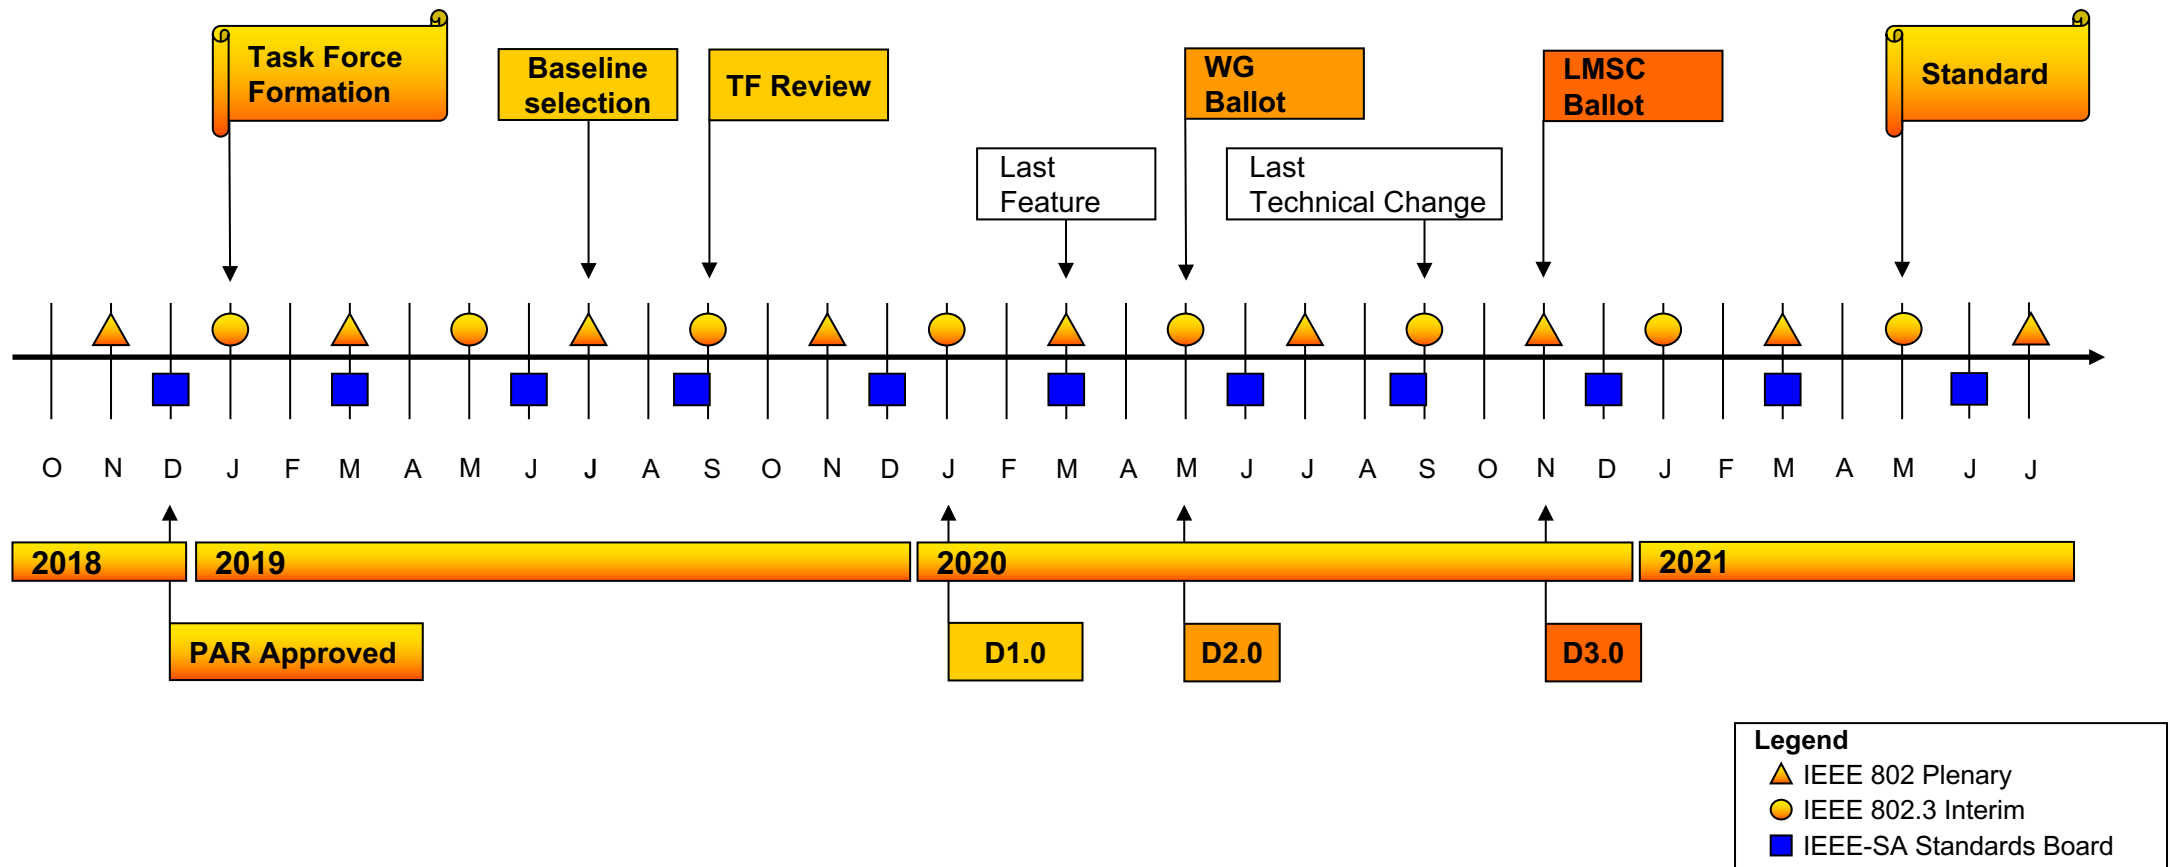 Task Force
Formation
Baseline
selection
TF Review
WG
Ballot
LMSC
Ballot
Standard
Last
Feature
Last
Technical Change
O N D J F M A M J J A S O N D J F M A M J J A S O N D J F M A M J J
2018 2019 2020 2021
PAR Approved D1.0 D2.0 D3.0
Legend
IEEE 802 Plenary
IEEE 802.3 Interim
IEEE-SA Standards Board